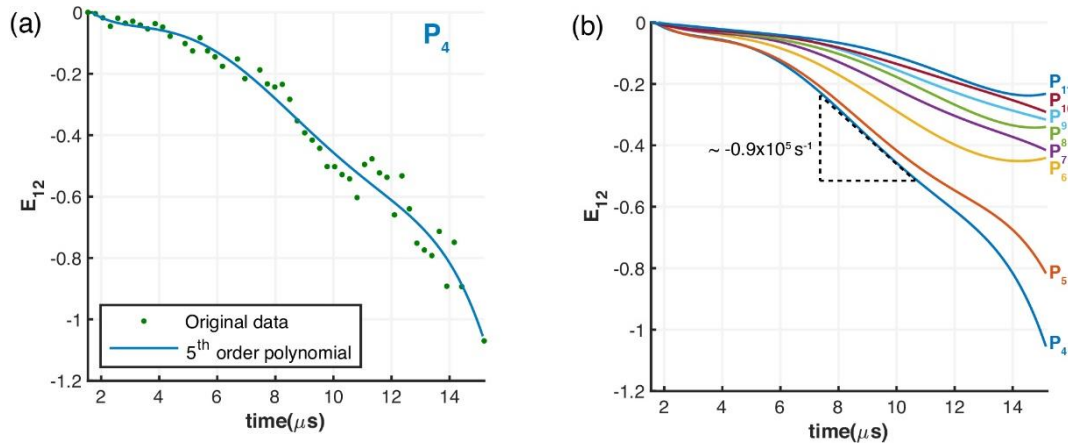 (a)
P4
0
-0.2
-0.4
-0.6
-0.8
-1
-1.2
E12
Original data
5th order polynomial
2 4 6 8 10 12 14
time(μs)
(b)
0
-0.2
-0.4
-0.6
-0.8
-1
-1.2
E12
~ -0.9x10⁵ s⁻¹
P11
P10
P9
P8
P7
P6
P5
P4
2 4 6 8 10 12 14
time(μs)